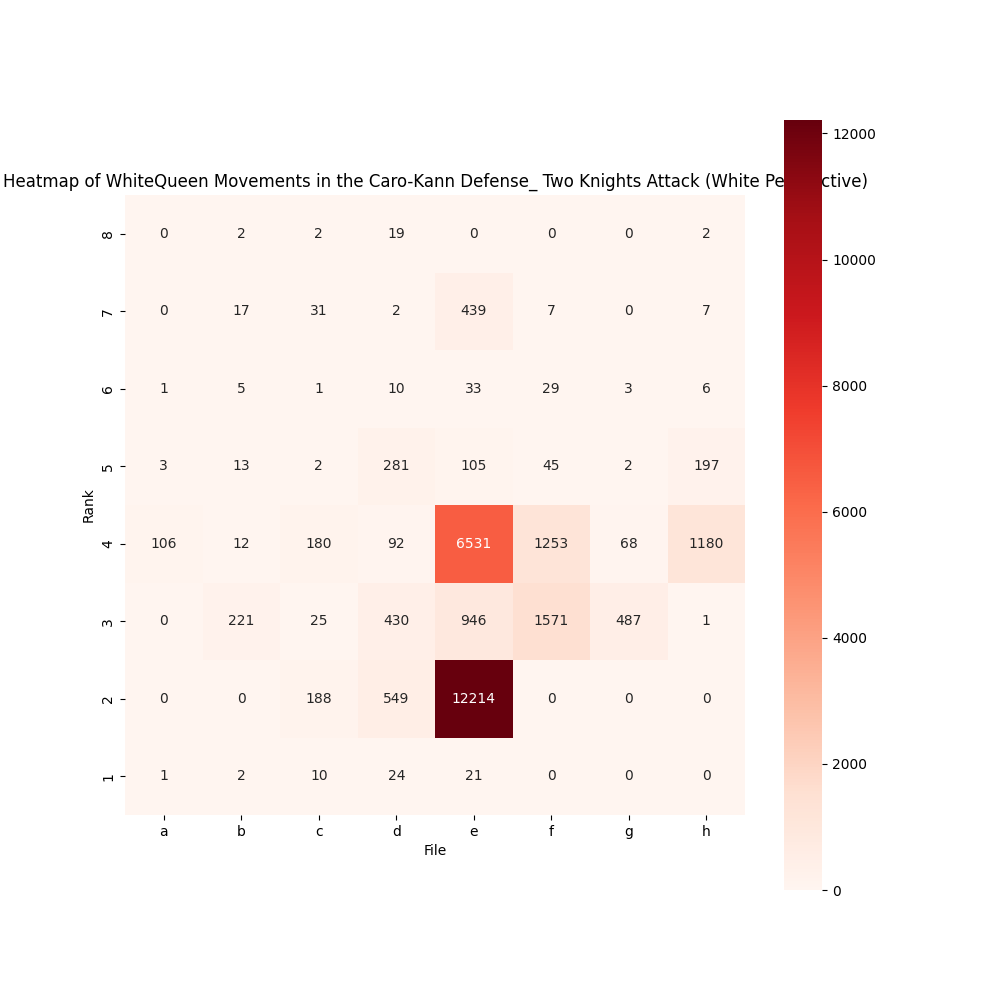 Heatmap of WhiteQueen Movements in the Caro-Kann Defense_ Two Knights Attack (White Pe ctive)
12000
10000
8000
6000
4000
2000
0
Rank
8 0 2 2 19 0 0 0 2
7 0 17 31 2 439 7 0 7
6 1 5 1 10 33 29 3 6
5 3 13 2 281 105 45 2 197
4 106 12 180 92 6531 1253 68 1180
3 0 221 25 430 946 1571 487 1
2 0 0 188 549 12214 0 0 0
1 1 2 10 24 21 0 0 0
a b c d e f g h
File